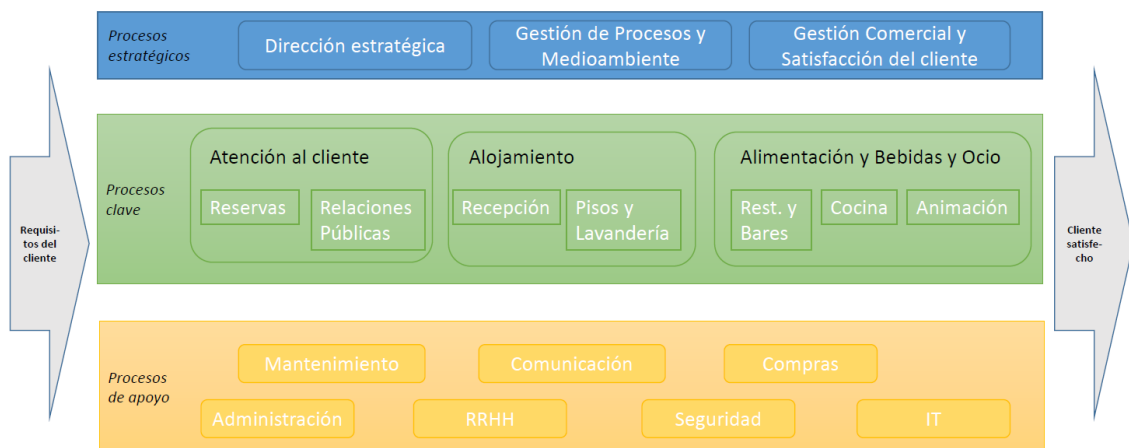 Procesos
estratégicos
Dirección estratégica
Gestión de Procesos y
Medioambiente
Gestión Comercial y
Satisfacción del cliente
Requisi-
tos del
cliente
Procesos
clave
Atención al cliente
Reservas
Relaciones
Públicas
Alojamiento
Recepción
Pisos y
Lavandería
Alimentación y Bebidas y Ocio
Rest. y
Bares
Cocina
Animación
Cliente
satisfe-
cho
Procesos
de apoyo
Mantenimiento
Comunicación
Compras
Administración
RRHH
Seguridad
IT